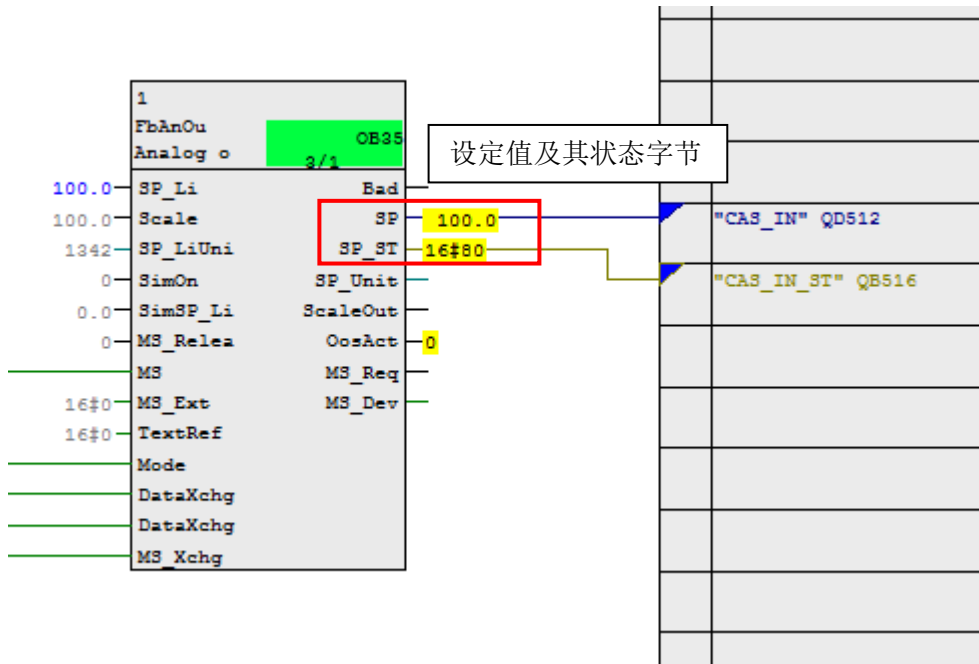 1
FbAnOu
Analog o
OB35
3/1
设定值及其状态字节
100.0 SP_Li Bad
100.0 Scale SP 100.0 "CAS_IN" QD512
1342 SP_LiUni SP_ST 16#80
0 SimOn SP_Unit "CAS_IN_ST" QB516
0.0 SimSP_Li ScaleOut
0 MS_Relea OosAct 0
MS MS_Req
16#0 MS_Ext MS_Dev
16#0 TextRef
Mode
DataXchg
DataXchg
MS_Xchg